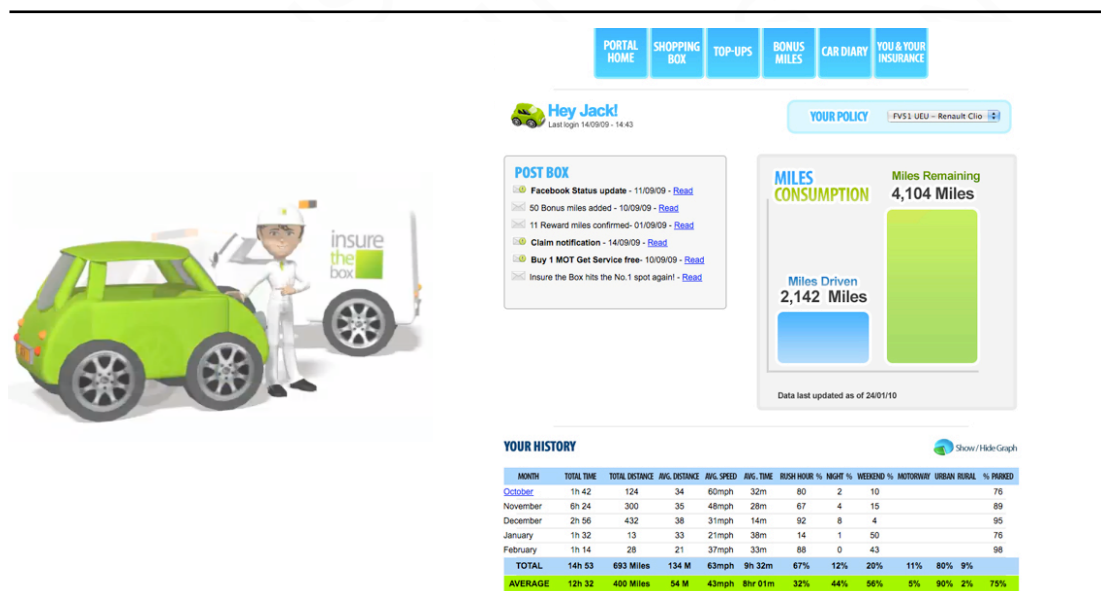 PORTAL HOME
SHOPPING BOX
TOP-UPS
BONUS MILES
CAR DIARY
YOU & YOUR INSURANCE
Hey Jack!
Last login 14/09/09 - 14:43
YOUR POLICY
FV51 UEU – Renault Clio
insure
the
box
POST BOX
Facebook Status update - 11/09/09 - Read
50 Bonus miles added - 10/09/09 - Read
11 Reward miles confirmed- 01/09/09 - Read
Claim notification - 14/09/09 - Read
Buy 1 MOT Get Service free- 10/09/09 - Read
Insure the Box hits the No.1 spot again! - Read
MILES
CONSUMPTION
Miles Remaining
4,104 Miles
Miles Driven
2,142 Miles
Data last updated as of 24/01/10
YOUR HISTORY
Show / Hide Graph
MONTH TOTAL TIME TOTAL DISTANCE AVG. DISTANCE AVG. SPEED AVG. TIME RUSH HOUR % NIGHT % WEEKEND % MOTORWAY URBAN RURAL % PARKED
October 1h 42 124 34 60mph 32m 80 2 10 76
November 6h 24 300 35 48mph 28m 67 4 15 89
December 2h 56 432 38 31mph 14m 92 8 4 95
January 1h 32 13 33 21mph 38m 14 1 50 76
February 1h 14 28 21 37mph 33m 88 0 43 98
TOTAL 14h 53 693 Miles 134 M 63mph 9h 32m 67% 12% 20% 11% 80% 9%
AVERAGE 12h 32 400 Miles 54 M 43mph 8hr 01m 32% 44% 56% 5% 90% 2% 75%